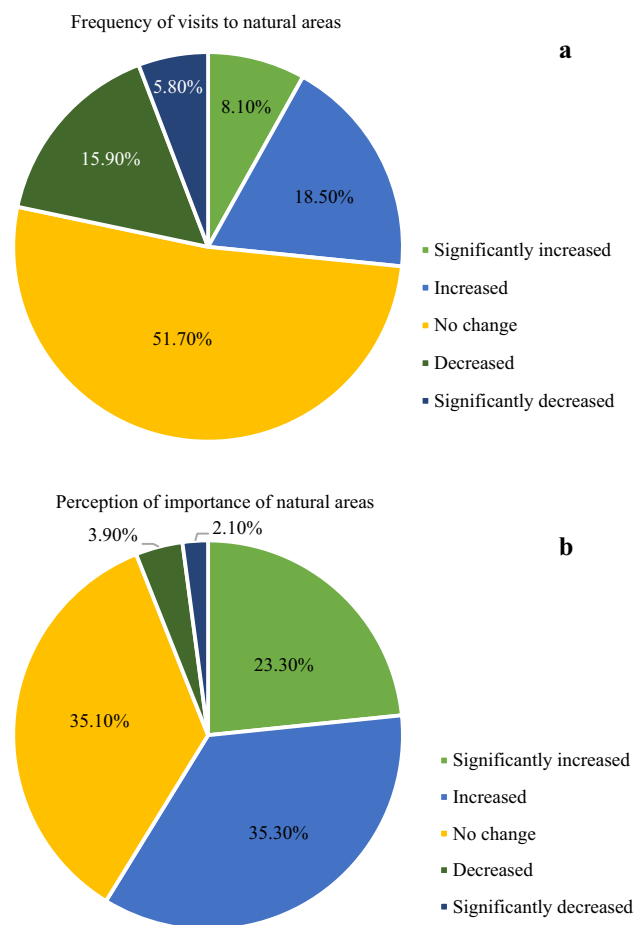 Frequency of visits to natural areas
a
5.80%
8.10%
15.90%
18.50%
51.70%
Significantly increased
Increased
No change
Decreased
Significantly decreased
Perception of importance of natural areas
b
3.90%
2.10%
23.30%
35.10%
35.30%
Significantly increased
Increased
No change
Decreased
Significantly decreased